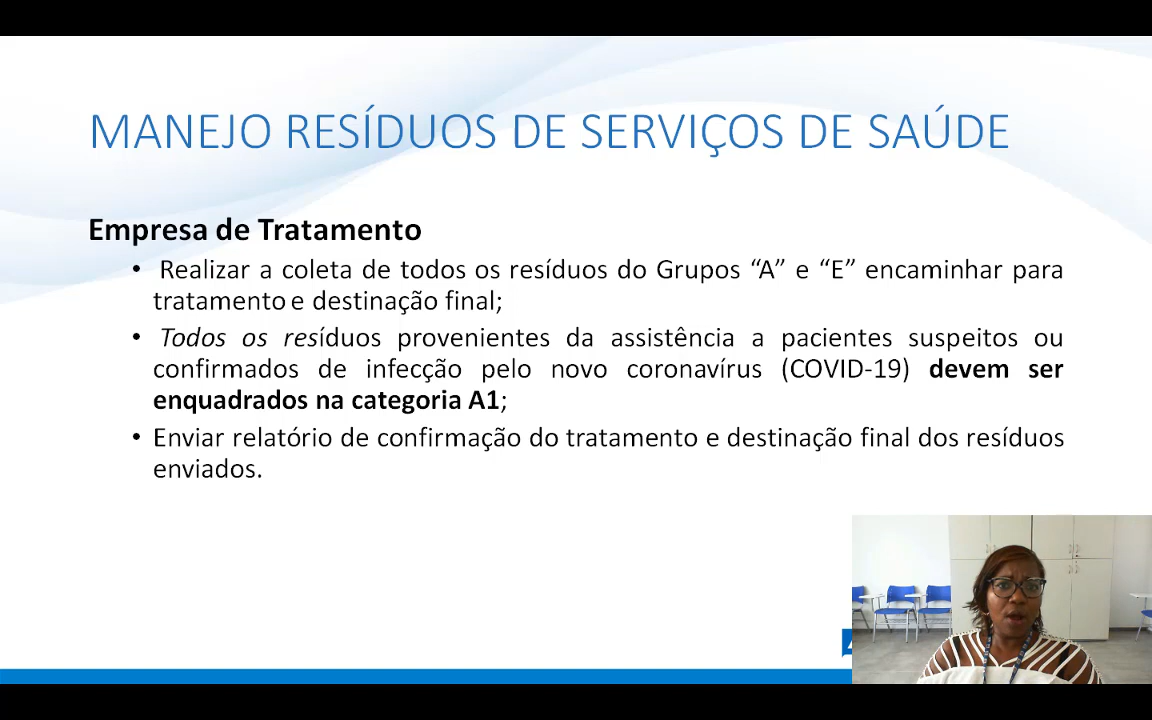 MANEJO RESÍDUOS DE SERVIÇOS DE SAÚDE
Empresa de Tratamento
• Realizar a coleta de todos os resíduos do Grupos “A” e “E” encaminhar para
tratamento e destinação final;
• Todos os resíduos provenientes da assistência a pacientes suspeitos ou
confirmados de infecção pelo novo coronavírus (COVID-19) devem ser
enquadrados na categoria A1;
• Enviar relatório de confirmação do tratamento e destinação final dos resíduos
enviados.